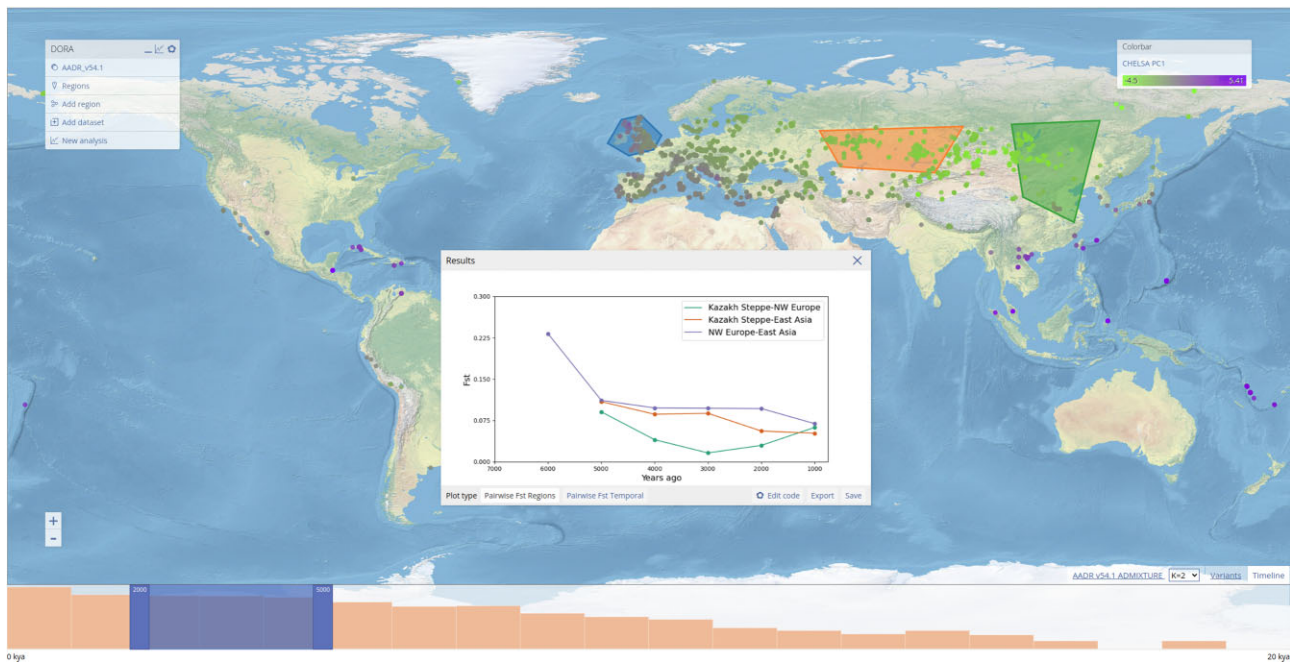 DORA
AADR_v54.1
Regions
Add region
Add dataset
New analysis
Colorbar
CHELSA PC1
-4.5 5.41
Results
0.300
0.225
0.150
0.075
0.000
Fst
7000 6000 5000 4000 3000 2000 1000
Years ago
Kazakh Steppe-NW Europe
Kazakh Steppe-East Asia
NW Europe-East Asia
Plot type Pairwise Fst Regions Pairwise Fst Temporal Edit code Export Save
+
−
AADR v54.1 ADMIXTURE K=2 Variants Timeline
2000 5000
0 kya 20 kya